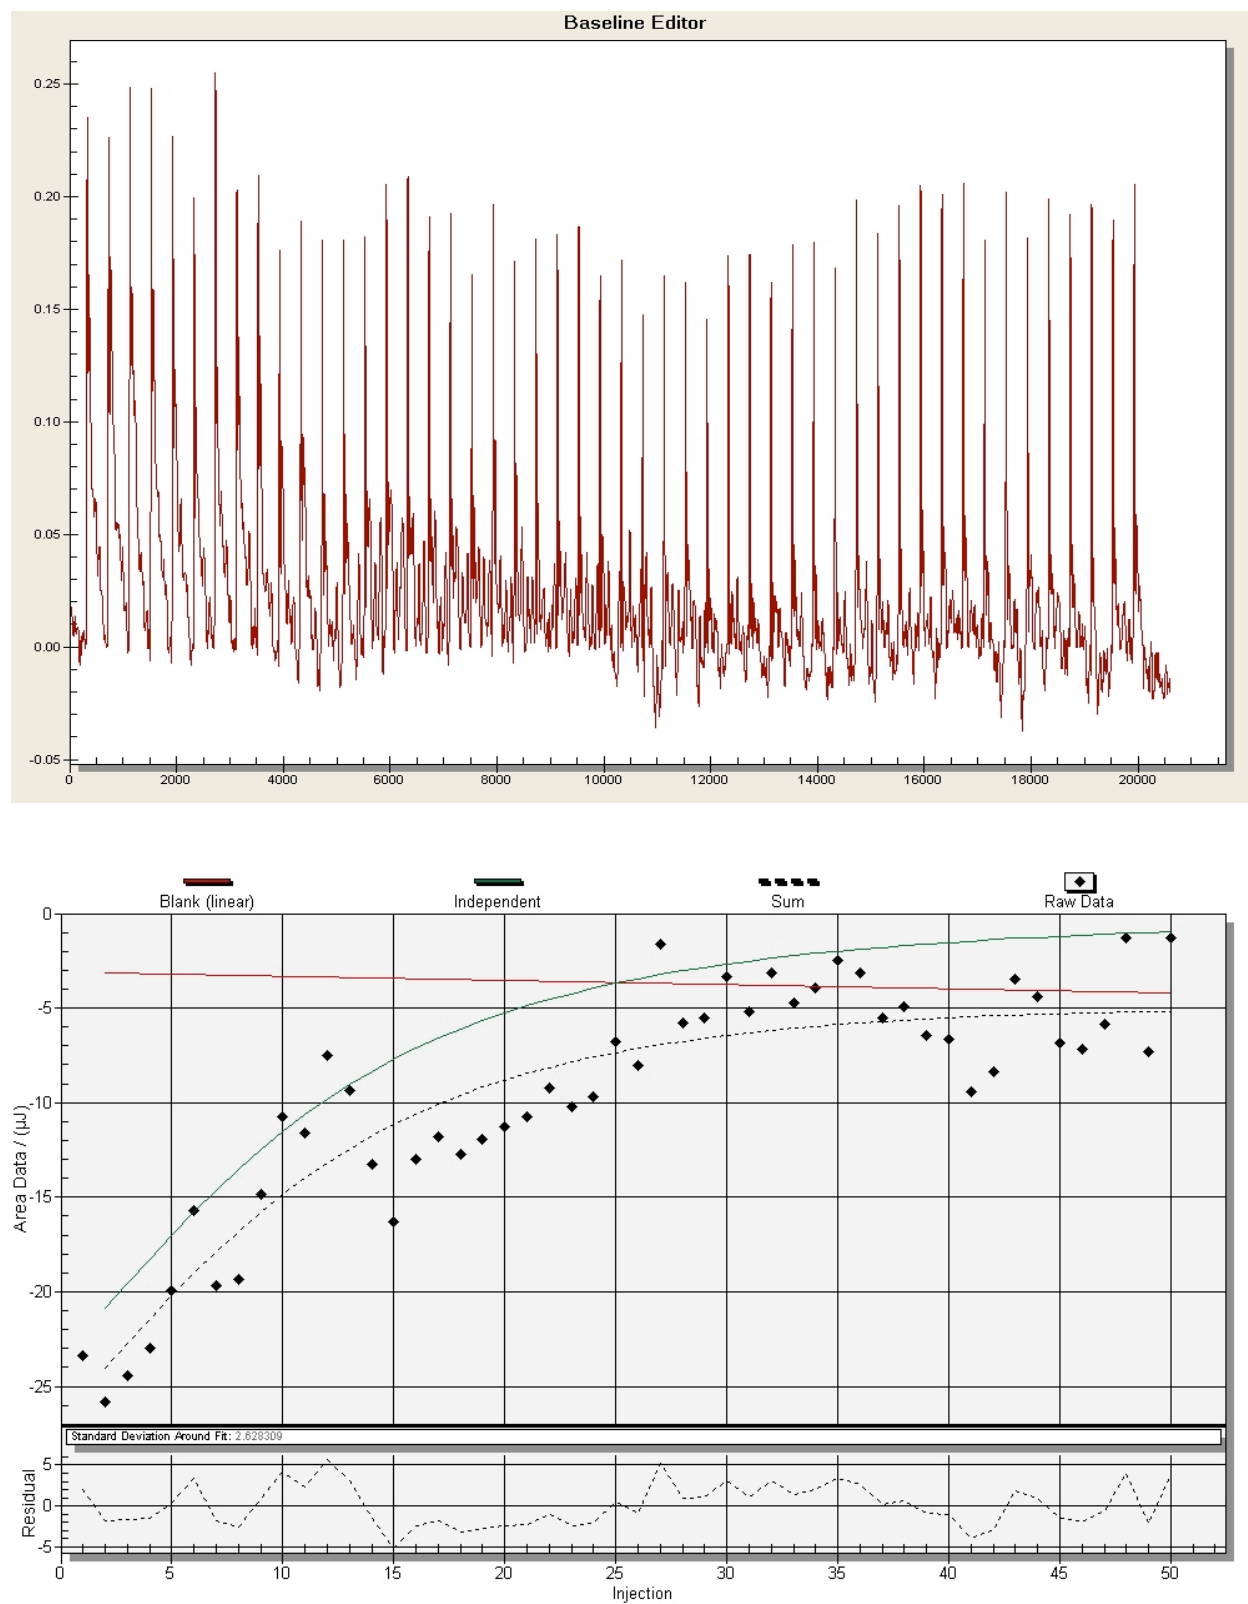 Baseline Editor
0.25
0.20
0.15
0.10
0.05
0.00
-0.05
0 2000 4000 6000 8000 10000 12000 14000 16000 18000 20000
Blank (linear) Independent Sum Raw Data
0
-5
-10
-15
-20
-25
Area Data / (µJ)
Standard Deviation Around Fit: 2.628309
5
0
-5
Residual
0 5 10 15 20 25 30 35 40 45 50
Injection